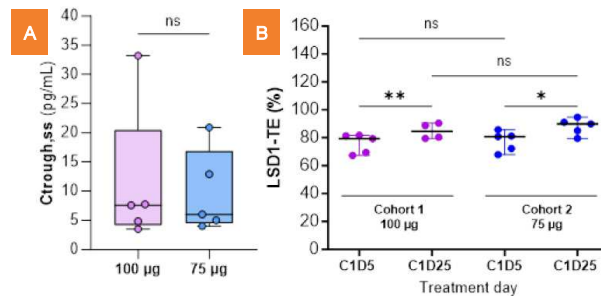 A
ns
40
35
30
25
20
15
10
5
0
Ctrough,ss (pg/mL)
100 µg
75 µg
B
ns
ns
**
*
160
140
120
100
80
60
40
20
0
LSD1-TE (%)
Cohort 1
100 µg
Cohort 2
75 µg
C1D5
C1D25
C1D5
C1D25
Treatment day